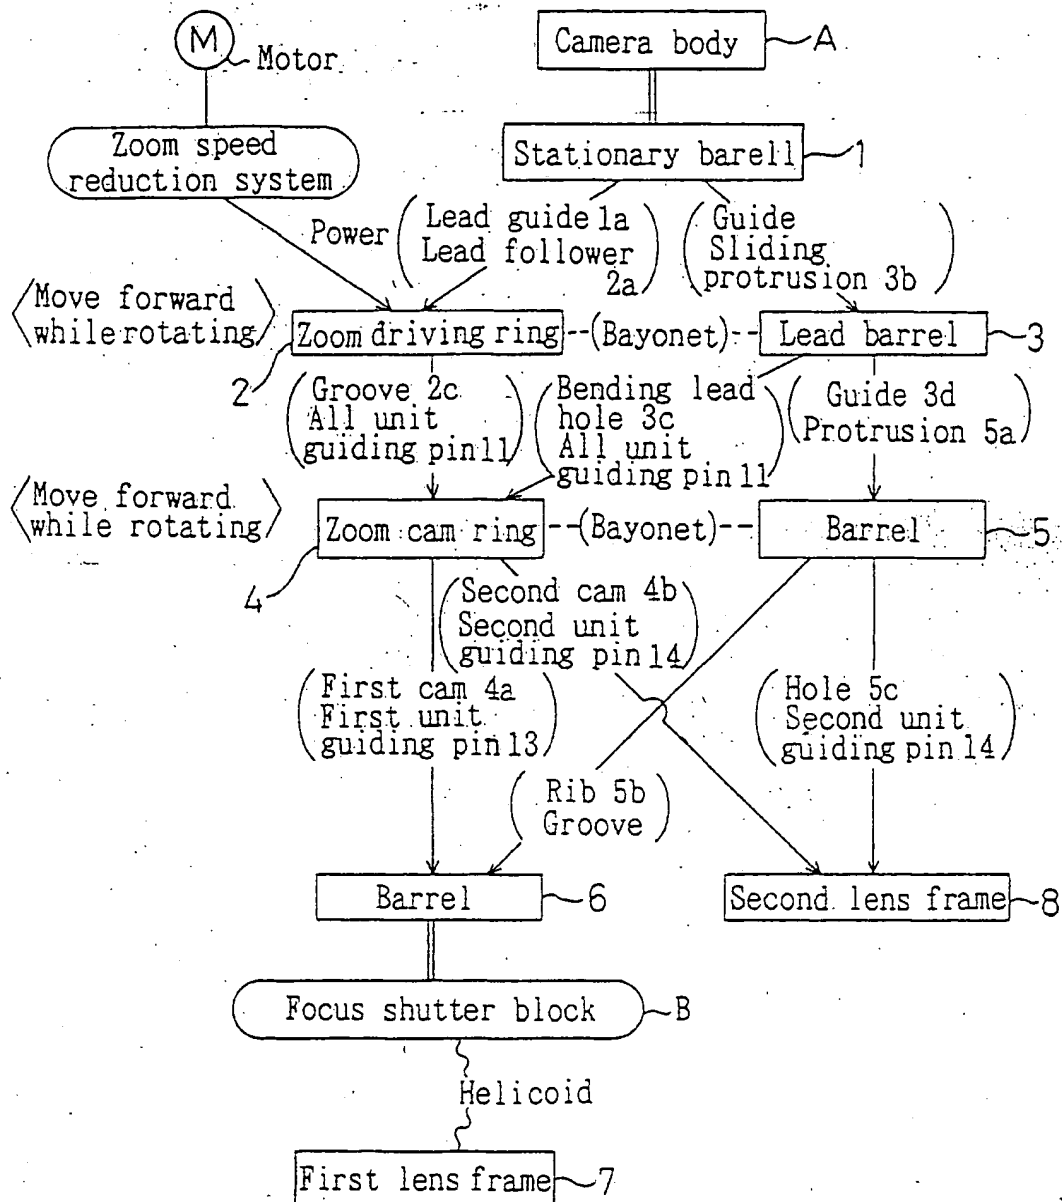 M
Motor
Camera body
A
Zoom speed
reduction system
Stationary barell
1
Power
Lead guide 1a
Lead follower
2a
Guide
Sliding
protrusion 3b
Move forward
while rotating
Zoom driving ring
(Bayonet)
Lead barrel
3
2
Groove 2c
All unit
guiding pin 11
Bending lead
hole 3c
All unit
guiding pin 11
Guide 3d
Protrusion 5a
Move forward
while rotating
Zoom cam ring
(Bayonet)
Barrel
5
4
Second cam 4b
Second unit
guiding pin 14
First cam 4a
First unit
guiding pin 13
Hole 5c
Second unit
guiding pin 14
Rib 5b
Groove
Barrel
6
Second lens frame
8
Focus shutter block
B
Helicoid
First lens frame
7